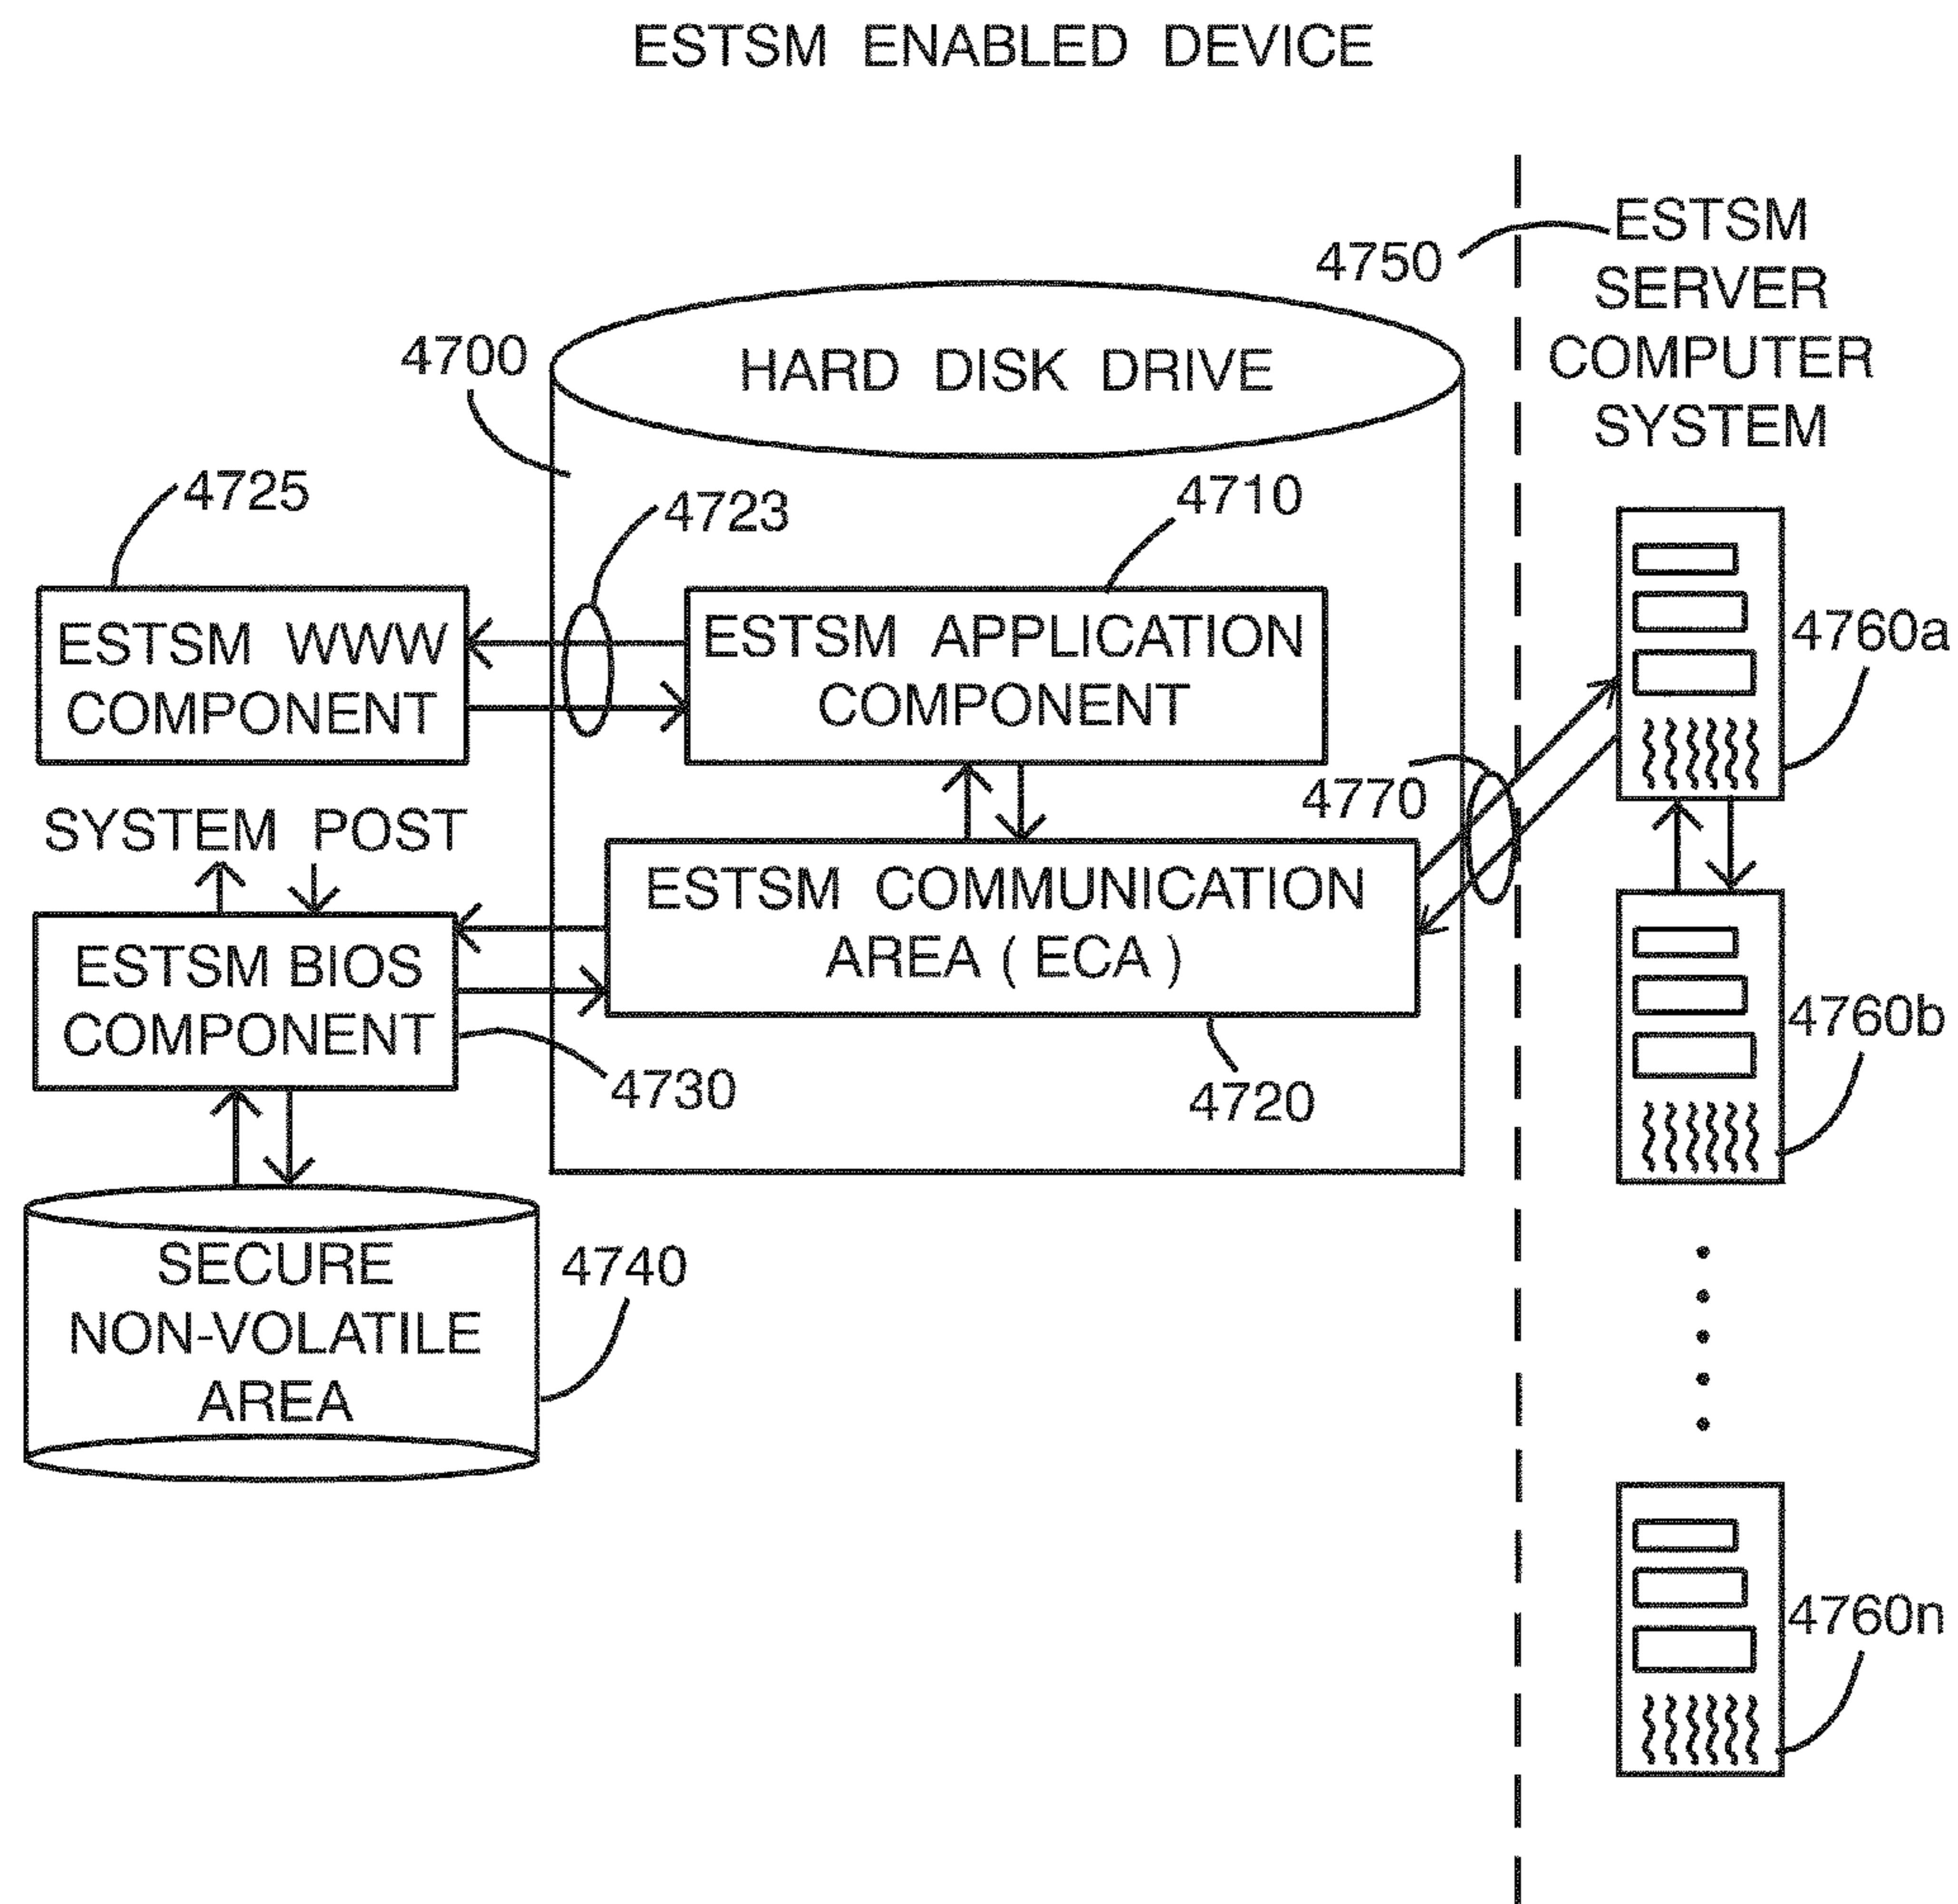 ESTSM ENABLED DEVICE
4750
ESTSM
SERVER
COMPUTER
SYSTEM
4700
HARD DISK DRIVE
4725
4723
4710
ESTSM WWW
COMPONENT
ESTSM APPLICATION
COMPONENT
4760a
4770
SYSTEM POST
ESTSM COMMUNICATION
AREA ( ECA )
ESTSM BIOS
COMPONENT
4730
4720
4760b
SECURE
NON-VOLATILE
AREA
4740
4760n